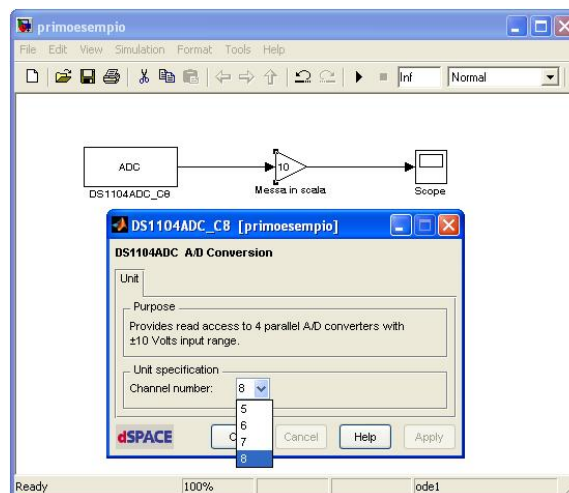 primoesempio
File Edit View Simulation Format Tools Help
Inf Normal
ADC
DS1104ADC_C8
10
Messa in scala
Scope
DS1104ADC_C8 [primoesempio]
DS1104ADC A/D Conversion
Unit
Purpose
Provides read access to 4 parallel A/D converters with
±10 Volts input range.
Unit specification
Channel number: 8
5
6
7
8
dSPACE Cancel Help Apply
Ready 100% ode1